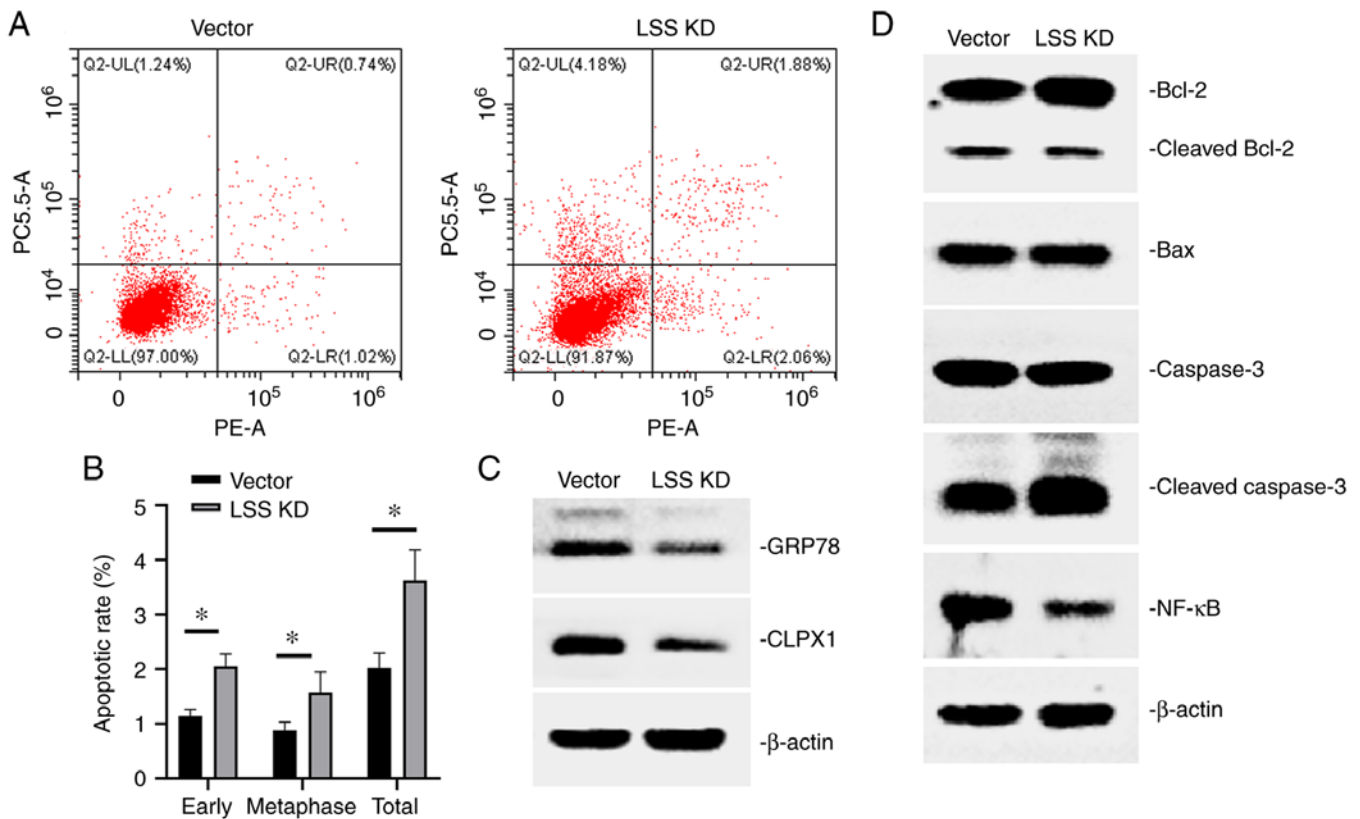 A
Vector
LSS KD
Q2-UL(1.24%)
Q2-UR(0.74%)
Q2-LL(97.00%)
Q2-LR(1.02%)
PC5.5-A
10⁶
10⁵
10⁴
0
0
10⁵
10⁶
PE-A
Q2-UL(4.18%)
Q2-UR(1.88%)
Q2-LL(91.87%)
Q2-LR(2.06%)
PC5.5-A
10⁶
10⁵
10⁴
0
0
10⁵
10⁶
PE-A
B
Vector
LSS KD
Apoptotic rate (%)
5
4
3
2
1
0
*
*
*
Early
Metaphase
Total
C
Vector
LSS KD
-GRP78
-CLPX1
-β-actin
D
Vector
LSS KD
-Bcl-2
-Cleaved Bcl-2
-Bax
-Caspase-3
-Cleaved caspase-3
-NF-κB
-β-actin